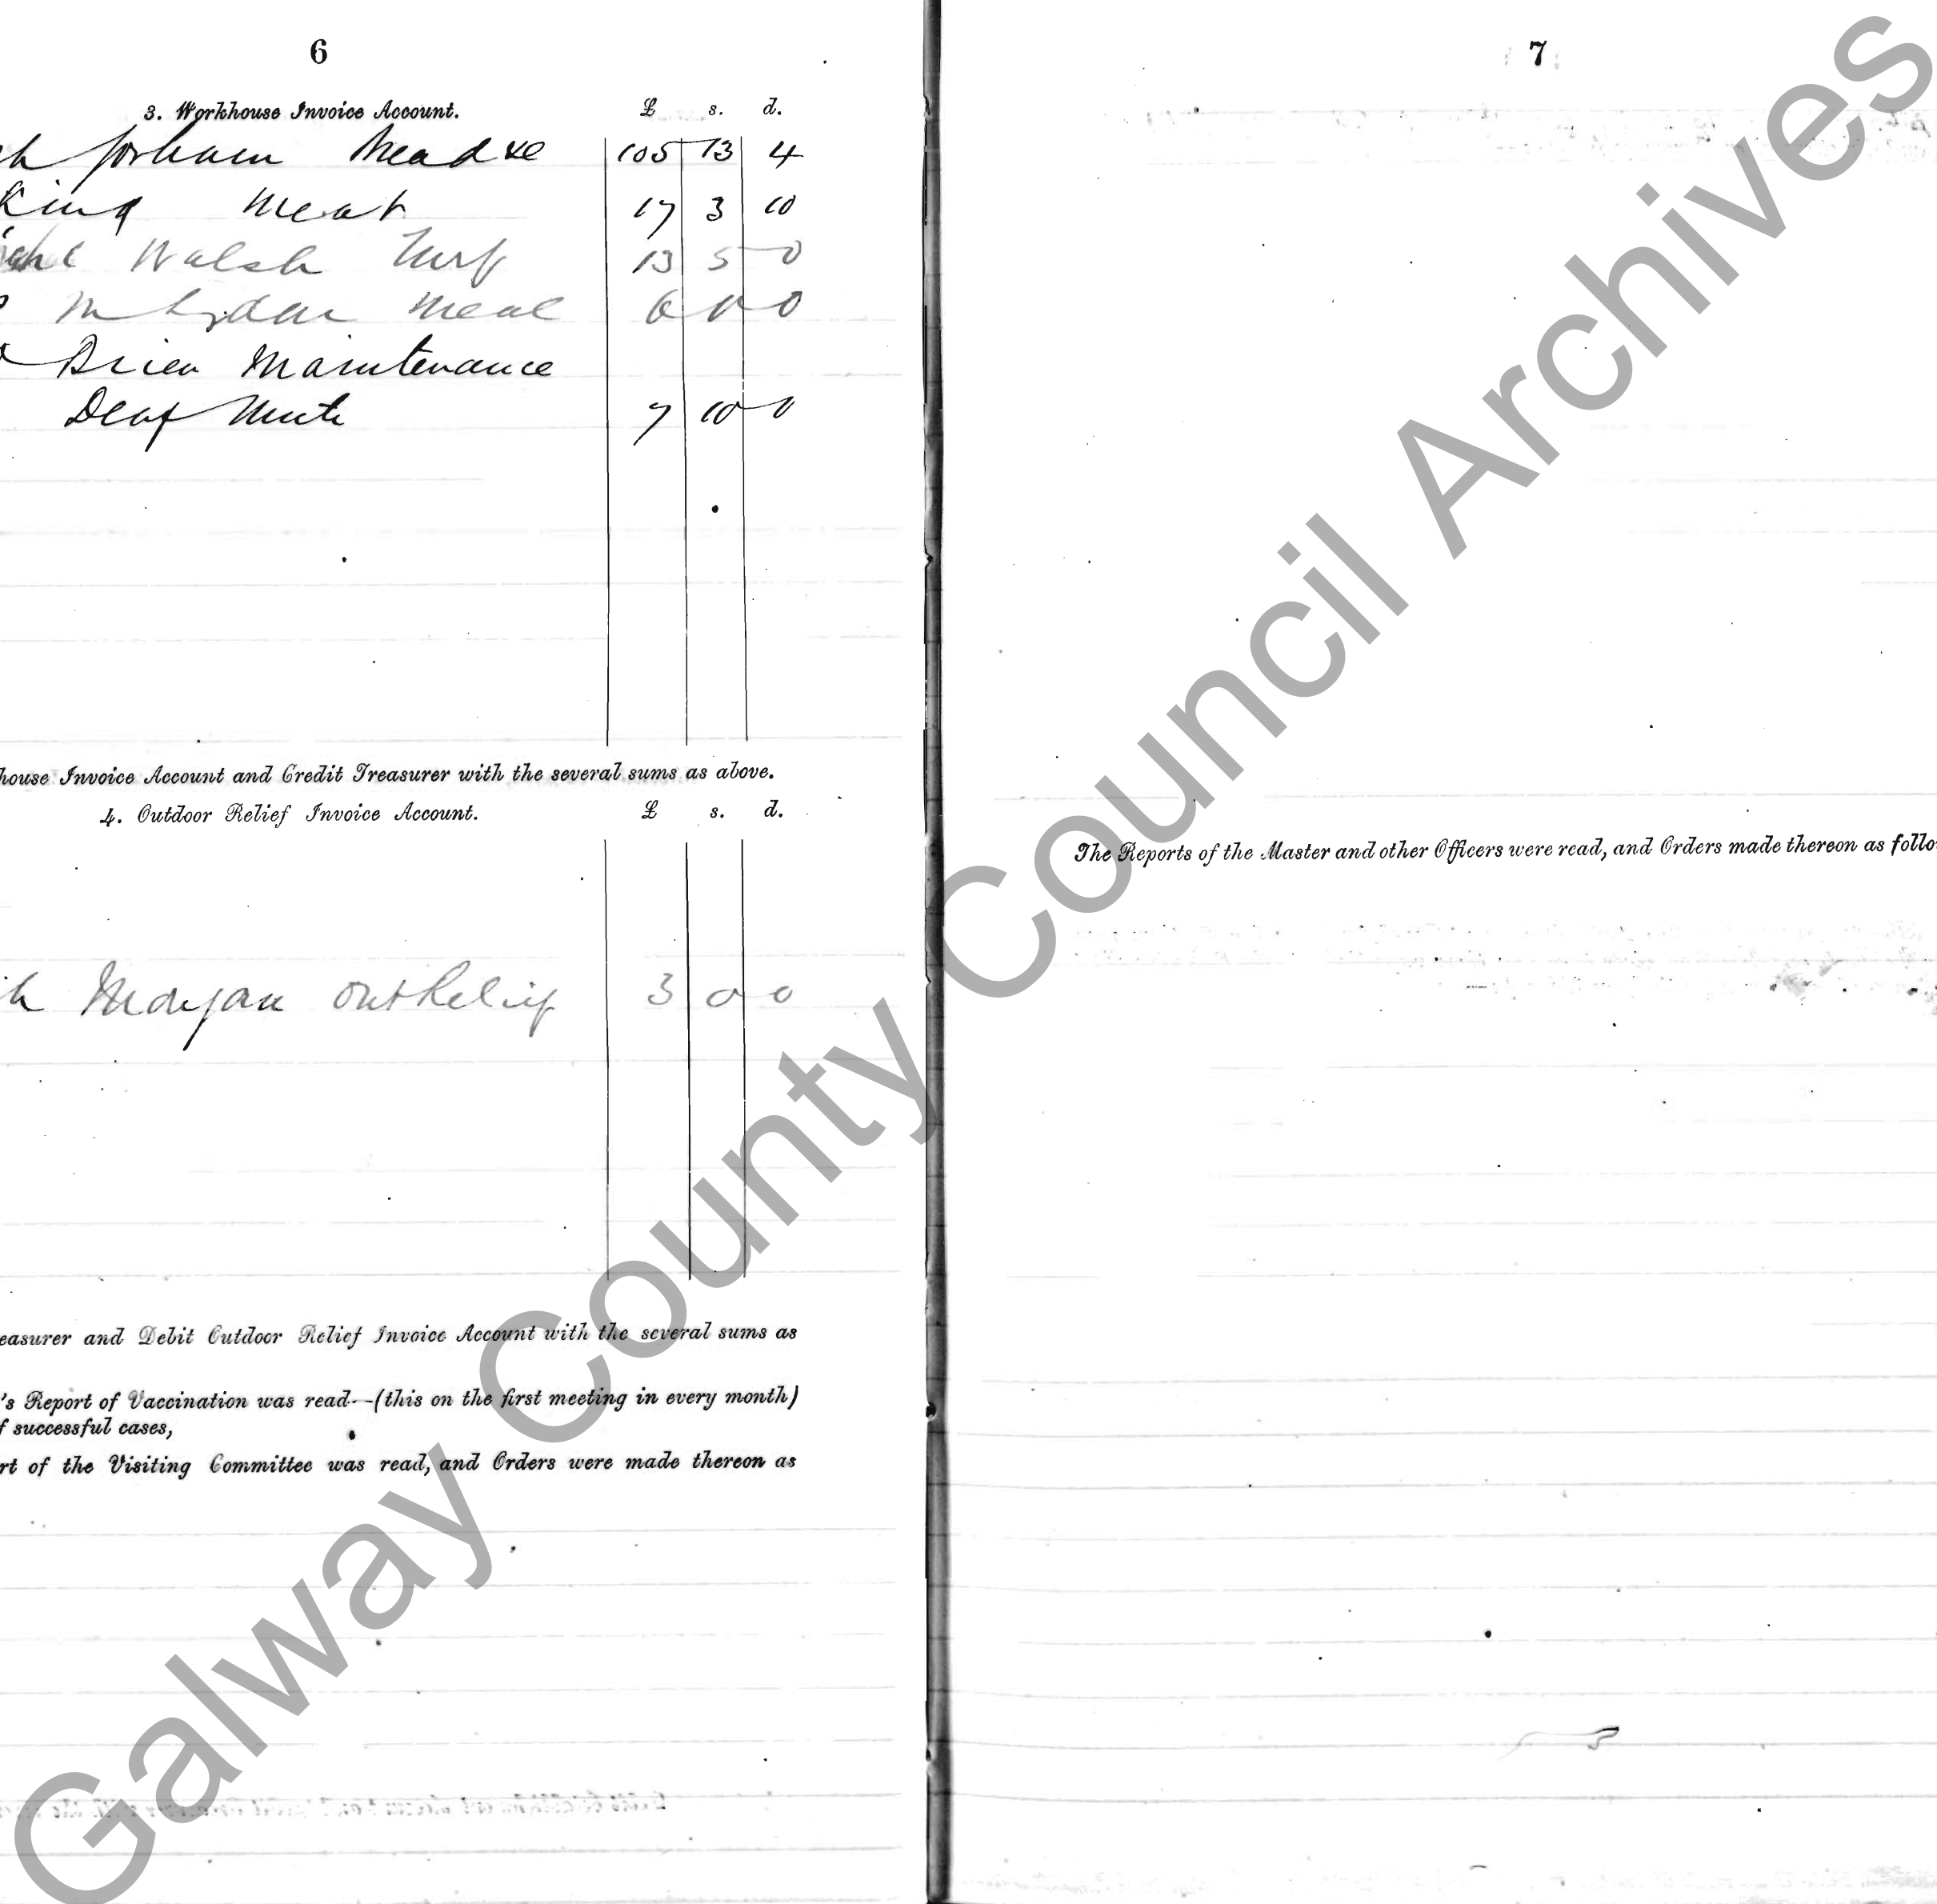 6
3. Workhouse Invoice Account. £ s. d.
105 13 4
King Meat 17 3 10
Walsh Turf 13 5 0
Meal 6 0
Brien Maintenance
Deaf Mute 7 10 0
house Invoice Account and Credit Treasurer with the several sums as above.
4. Outdoor Relief Invoice Account. £ s. d.
Morgan out Relief 3 0 0
easurer and Debit Outdoor Relief Invoice Account with the several sums as
's Report of Vaccination was read—(this on the first meeting in every month)
f successful cases,
rt of the Visiting Committee was read, and Orders were made thereon as
7
The Reports of the Master and other Officers were read, and Orders made thereon as follo
Galway County Council Archives